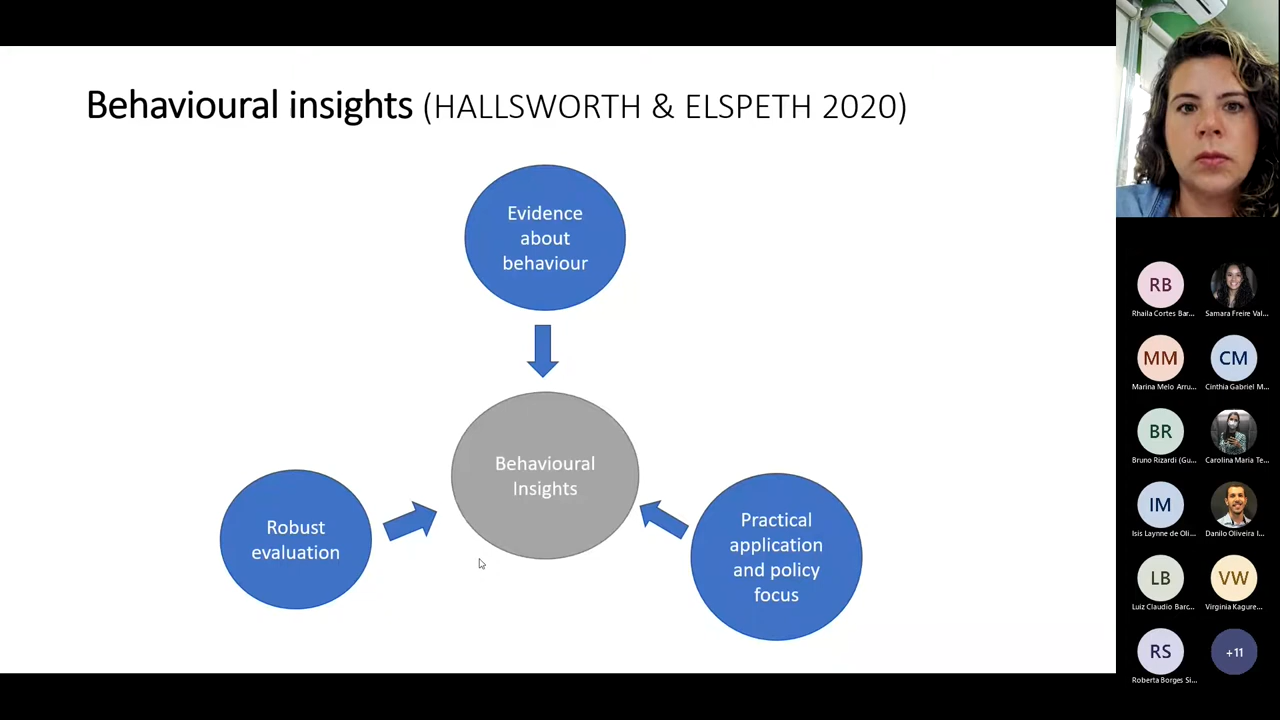 Behavioural insights (HALLSWORTH & ELSPETH 2020)
Evidence
about
behaviour
Behavioural
Insights
Robust
evaluation
Practical
application
and policy
focus
RB
Rhaila Cortes Bar...
Samara Freire Val...
MM
Marina Melo Arru...
CM
Cinthia Gabriel M...
BR
Bruno Rizardi (Gu...
Carolina Maria Te...
IM
Isis Laynne de Oli...
Danilo Oliveira I...
LB
Luiz Claudio Barc...
VW
Virginia Kagure...
RS
Roberta Borges Si...
+11